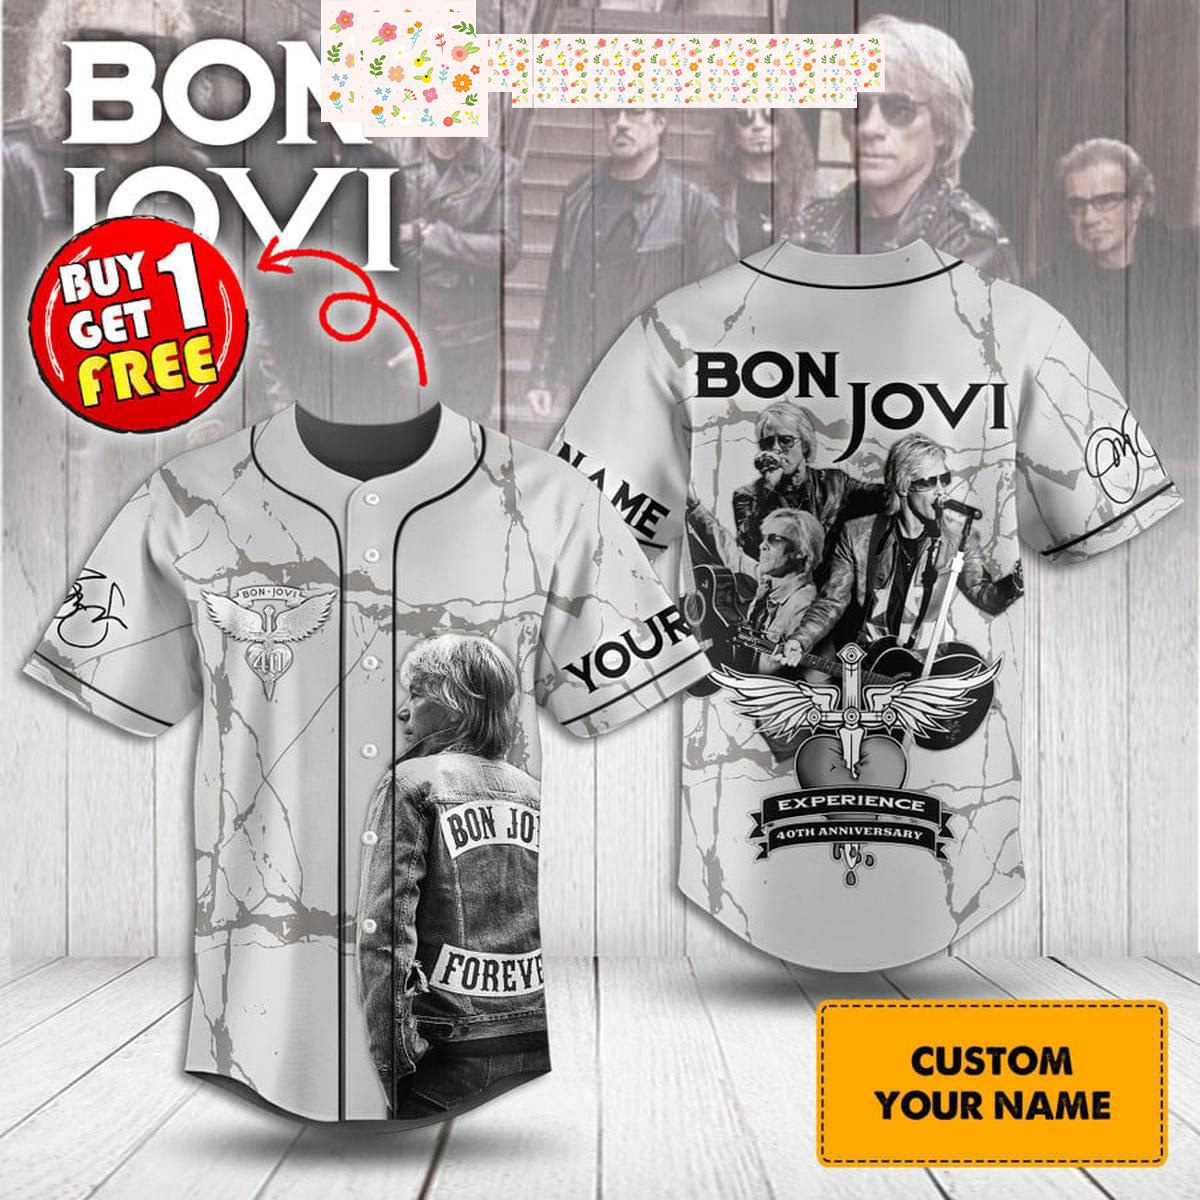 BON
JOVI
BUY 1
GET
FREE
BON JOVI
NAME
BON·JOVI
40
YOUR
BON JO
FOREVE
EXPERIENCE
40TH ANNIVERSARY
CUSTOM
YOUR NAME